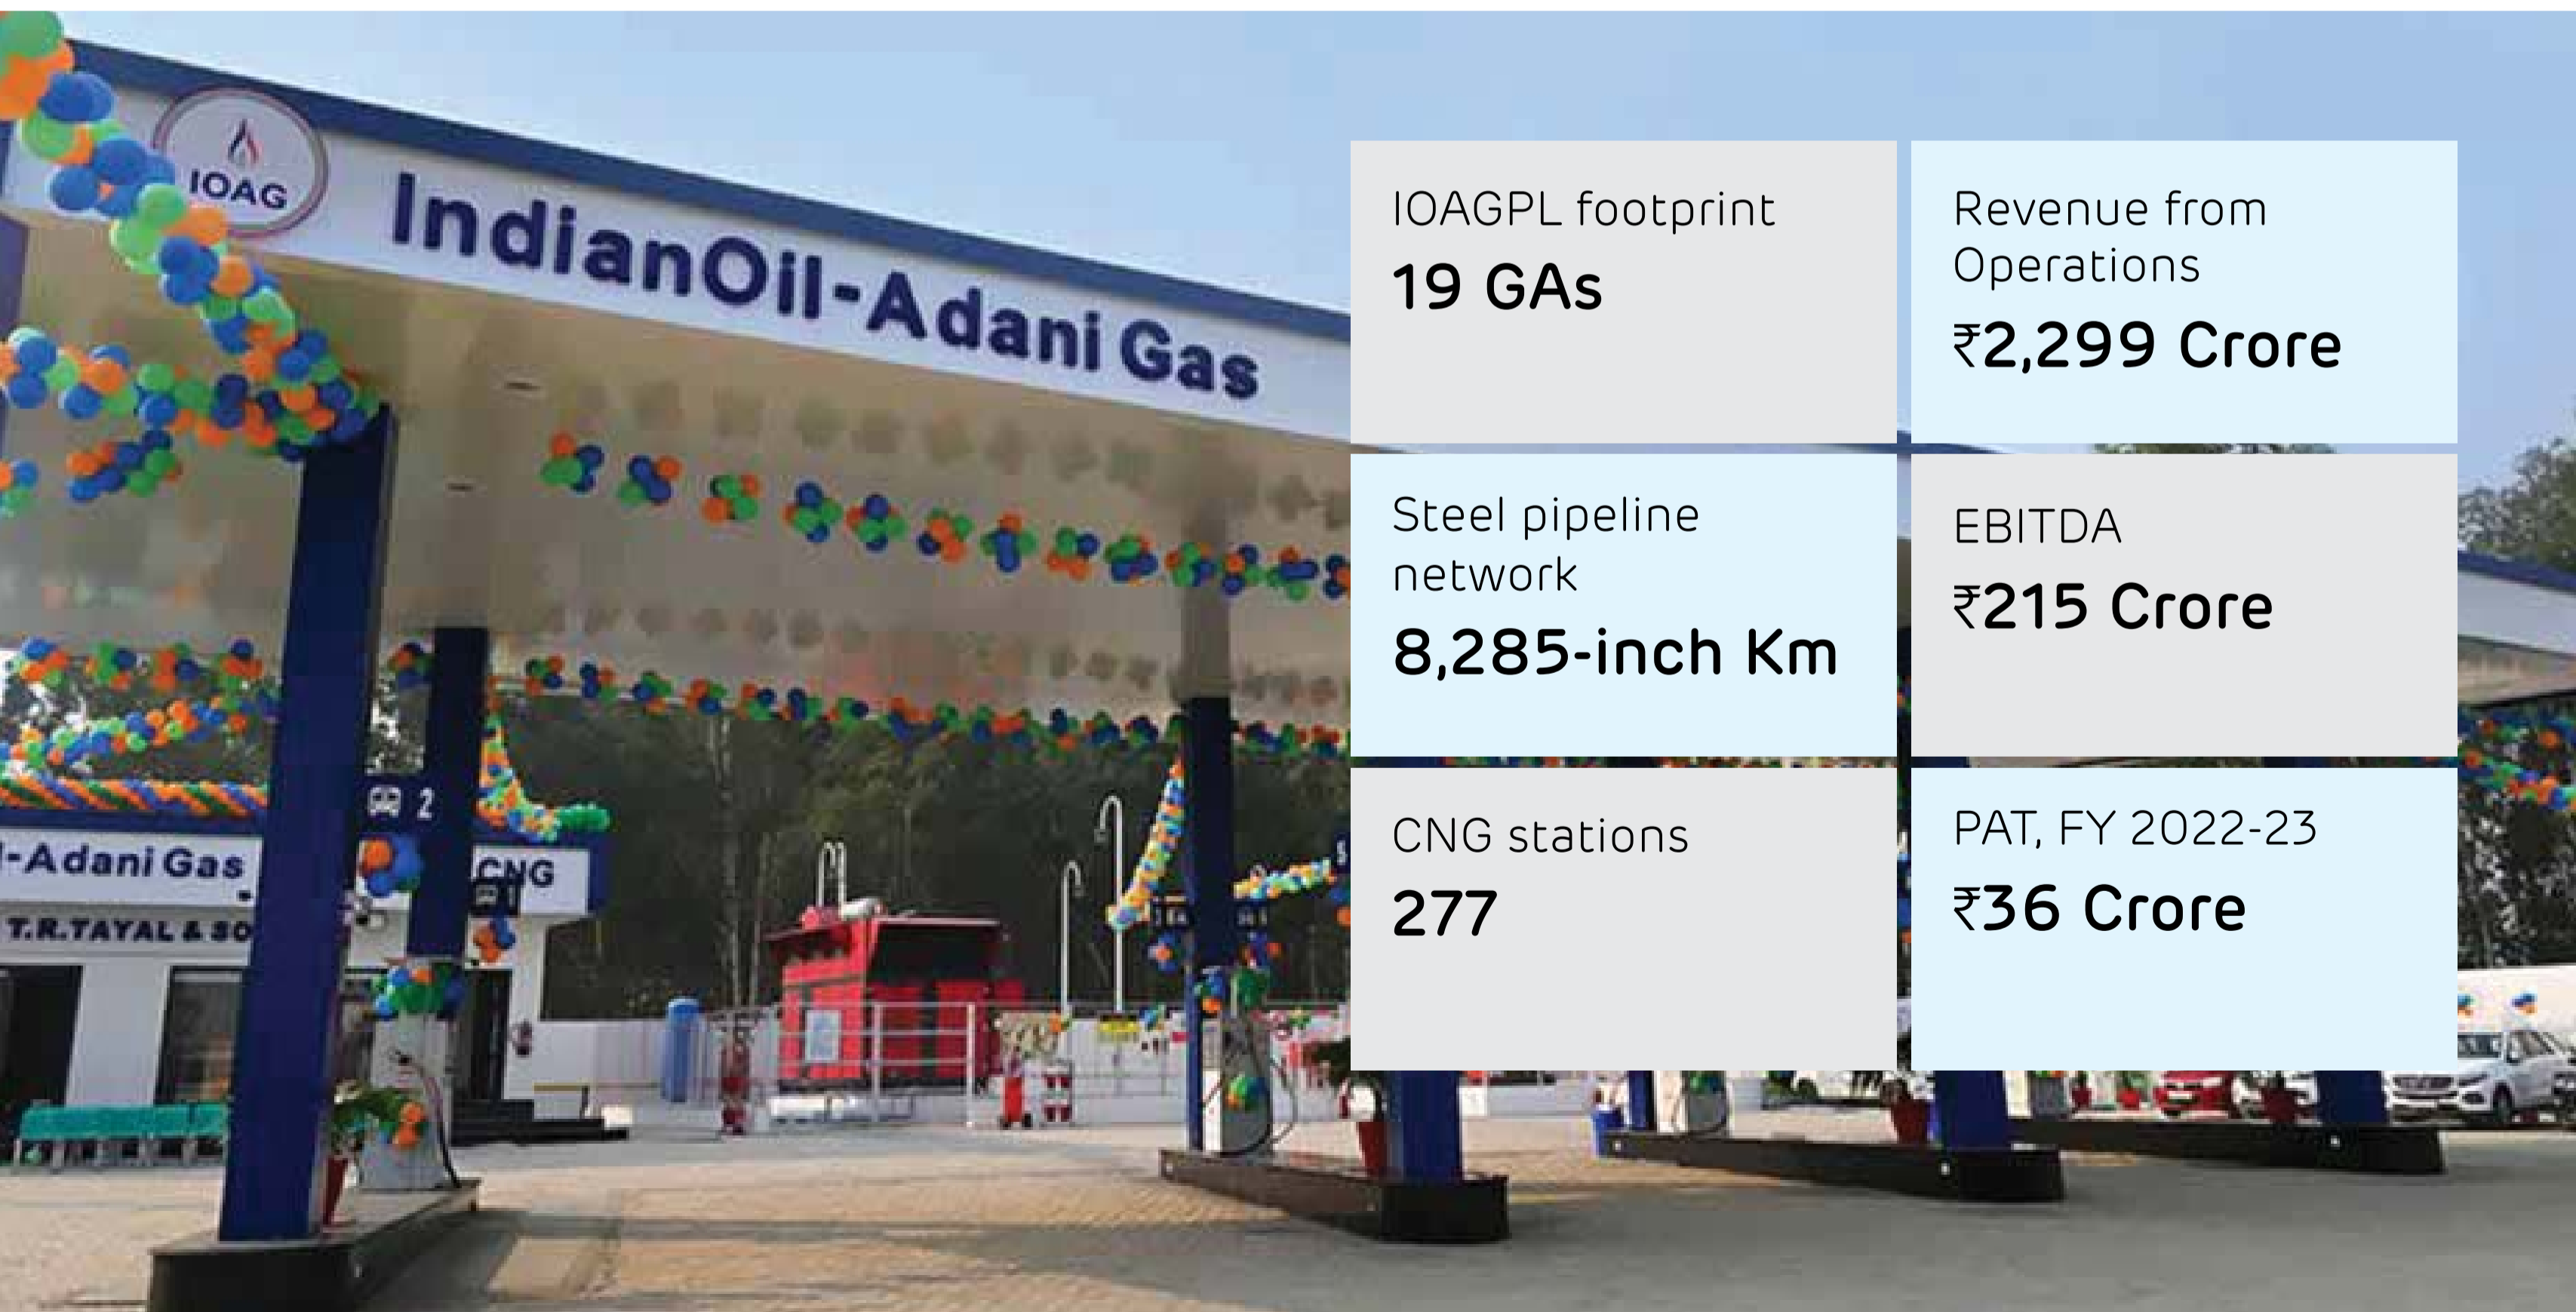 IOAG
IndianOil-Adani Gas
2
-Adani Gas
CNG
T.R.TAYAL & SO
IOAGPL footprint
19 GAs
Revenue from
Operations
₹2,299 Crore
Steel pipeline
network
8,285-inch Km
EBITDA
₹215 Crore
CNG stations
277
PAT, FY 2022-23
₹36 Crore